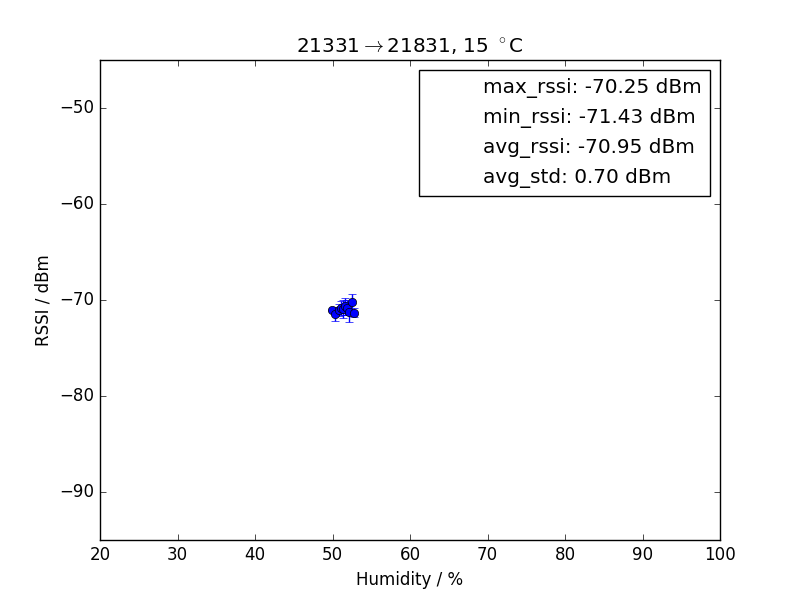 21331→21831, 15 °C
max_rssi: -70.25 dBm
min_rssi: -71.43 dBm
avg_rssi: -70.95 dBm
avg_std: 0.70 dBm
RSSI / dBm
−50
−60
−70
−80
−90
20 30 40 50 60 70 80 90 100
Humidity / %